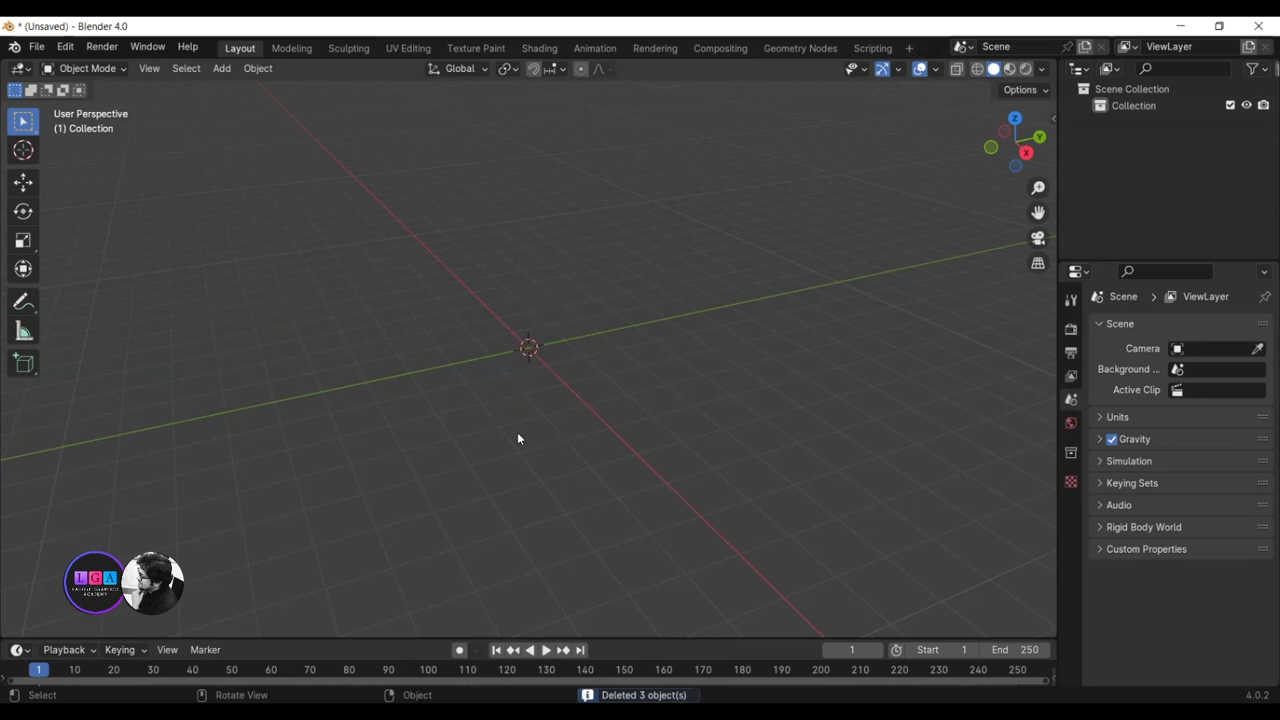 * (Unsaved) - Blender 4.0
File Edit Render Window Help Layout Modeling Sculpting UV Editing Texture Paint Shading Animation Rendering Compositing Geometry Nodes Scripting + Scene ViewLayer
Object Mode View Select Add Object Global
Options
User Perspective
(1) Collection
Z
Y
X
Scene Collection
Collection
Scene ViewLayer
Scene
Camera
Background ...
Active Clip
Units
Gravity
Simulation
Keying Sets
Audio
Rigid Body World
Custom Properties
L G A
Playback Keying View Marker 1 Start 1 End 250
1 10 20 30 40 50 60 70 80 90 100 110 120 130 140 150 160 170 180 190 200 210 220 230 240 250
Select Rotate View Object Deleted 3 object(s) 4.0.2